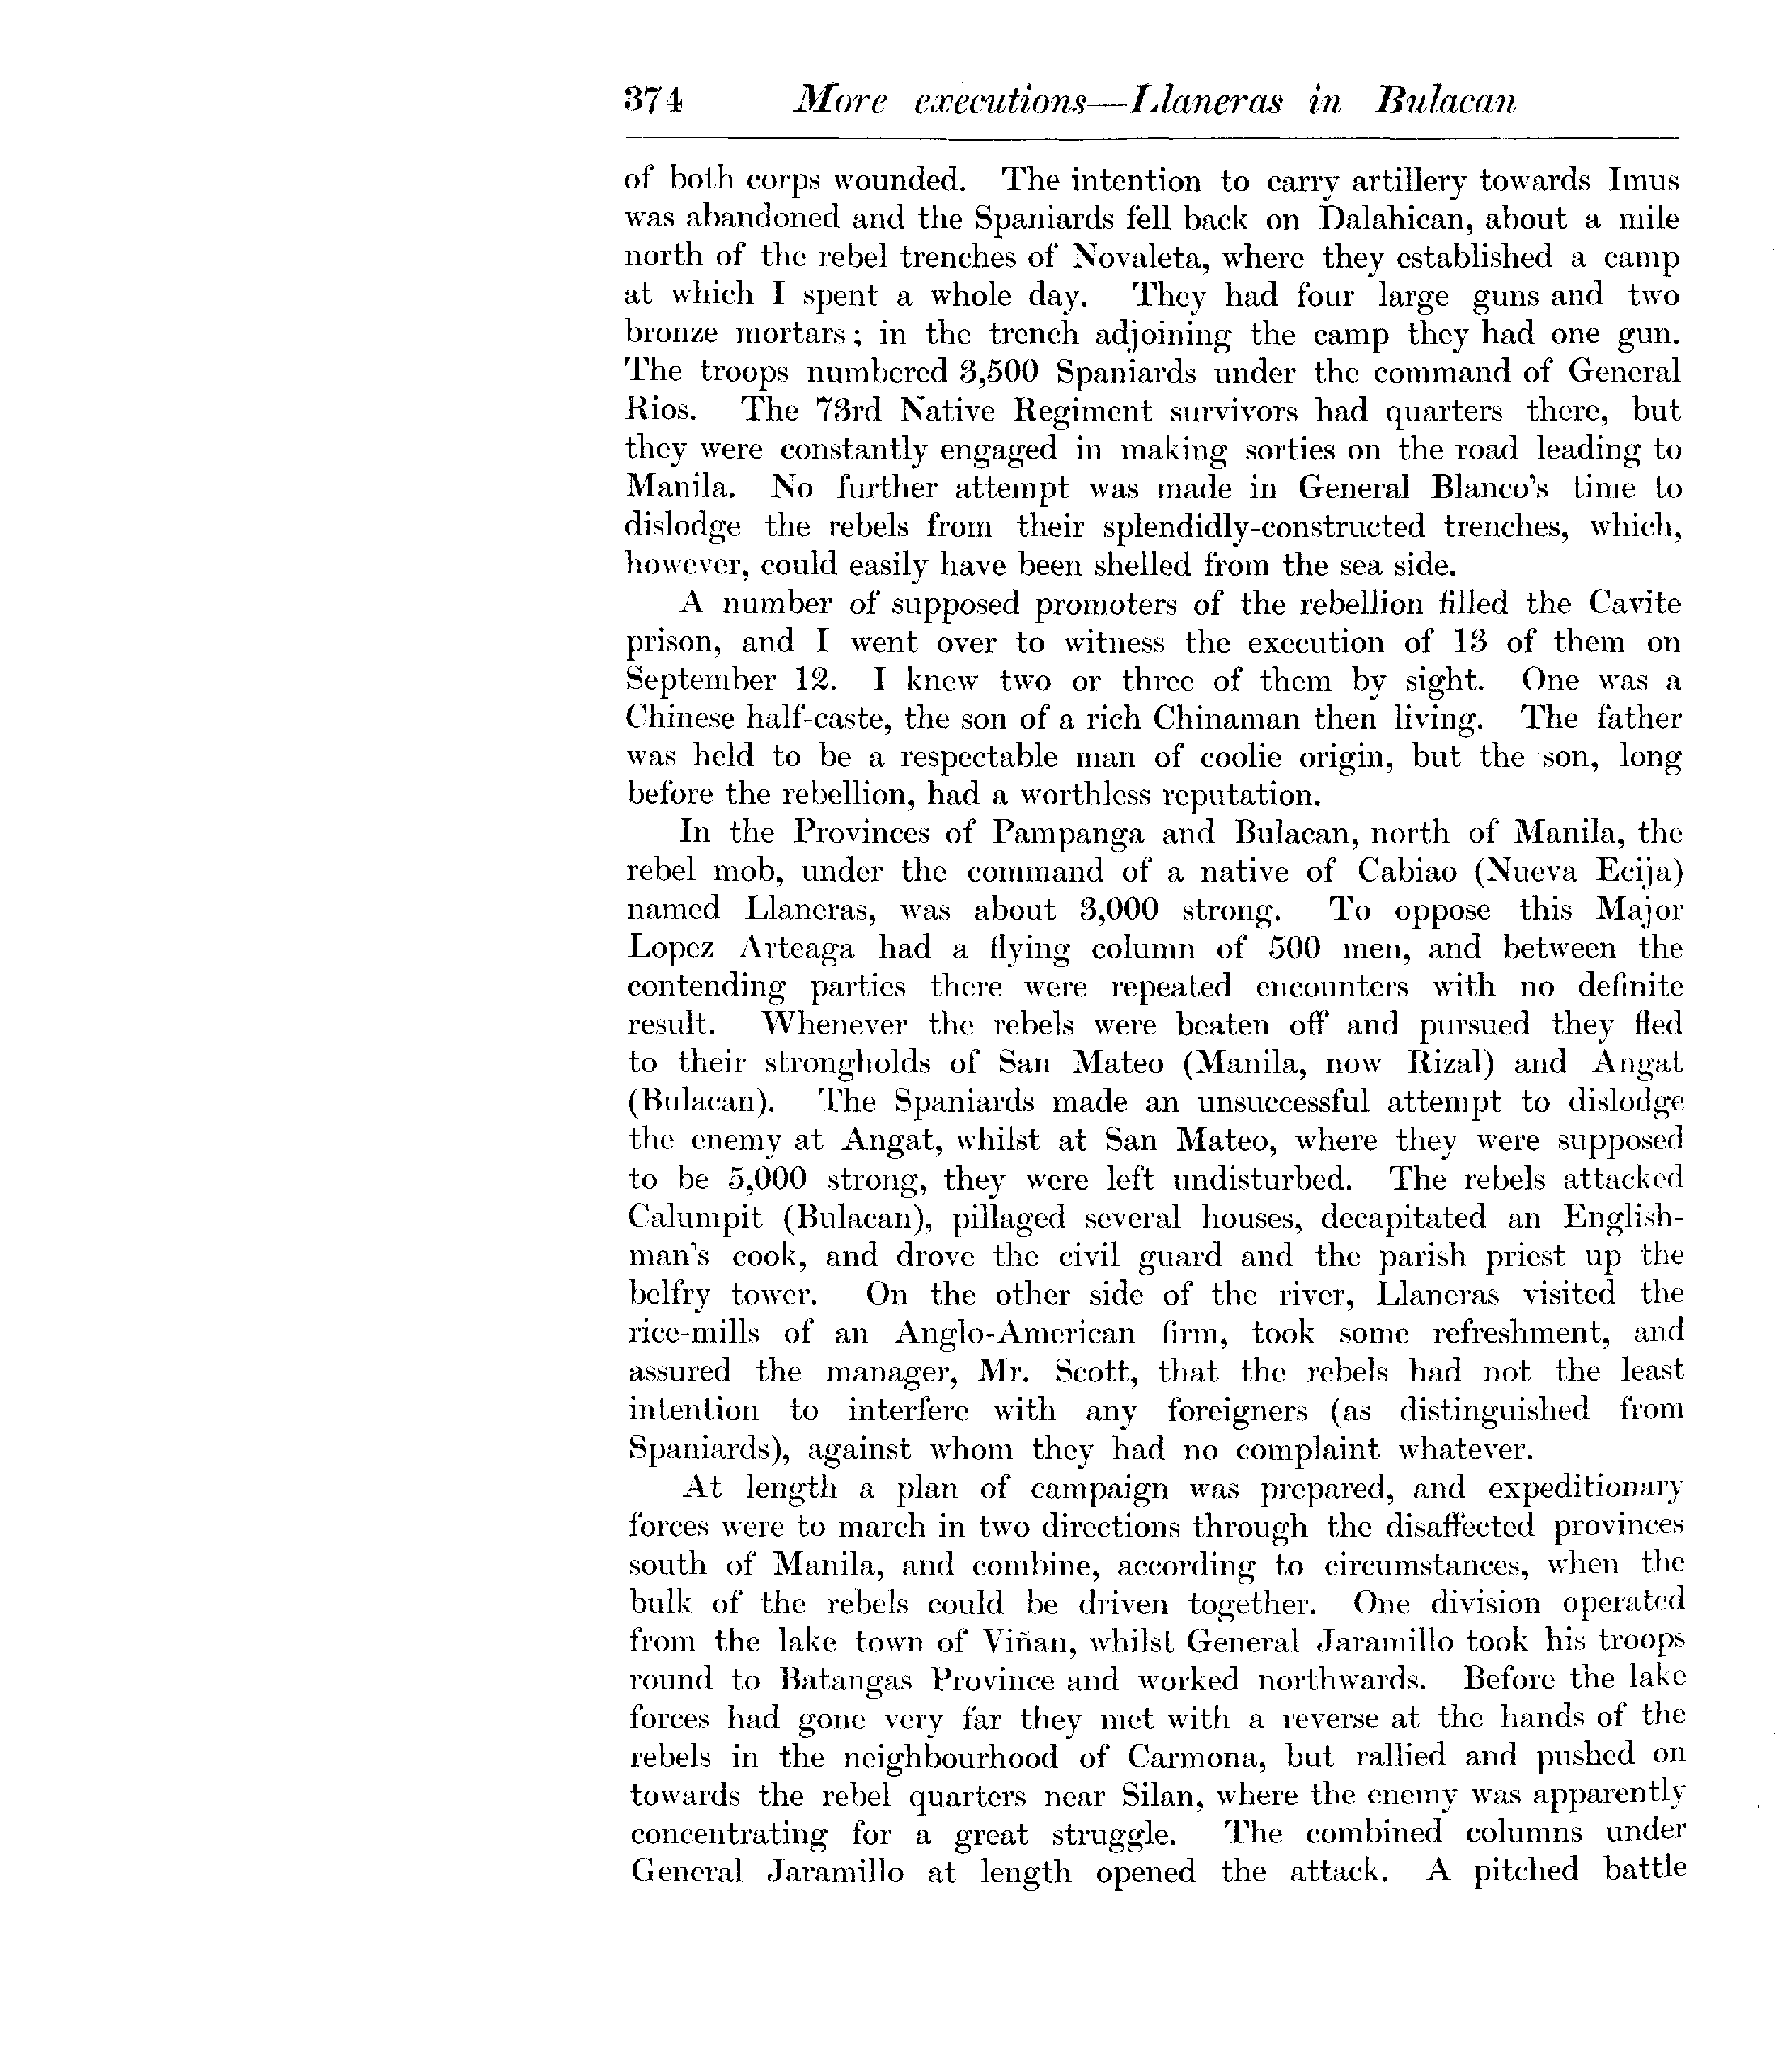 374 More executions—Llaneras in Bulacan
of both corps wounded. The intention to carry artillery towards Imus
was abandoned and the Spaniards fell back on Dalahican, about a mile
north of the rebel trenches of Novaleta, where they established a camp
at which I spent a whole day. They had four large guns and two
bronze mortars; in the trench adjoining the camp they had one gun.
The troops numbered 3,500 Spaniards under the command of General
Rios. The 73rd Native Regiment survivors had quarters there, but
they were constantly engaged in making sorties on the road leading to
Manila. No further attempt was made in General Blanco's time to
dislodge the rebels from their splendidly-constructed trenches, which,
however, could easily have been shelled from the sea side.
A number of supposed promoters of the rebellion filled the Cavite
prison, and I went over to witness the execution of 13 of them on
September 12. I knew two or three of them by sight. One was a
Chinese half-caste, the son of a rich Chinaman then living. The father
was held to be a respectable man of coolie origin, but the son, long
before the rebellion, had a worthless reputation.
In the Provinces of Pampanga and Bulacan, north of Manila, the
rebel mob, under the command of a native of Cabiao (Nueva Ecija)
named Llaneras, was about 3,000 strong. To oppose this Major
Lopez Arteaga had a flying column of 500 men, and between the
contending parties there were repeated encounters with no definite
result. Whenever the rebels were beaten off and pursued they fled
to their strongholds of San Mateo (Manila, now Rizal) and Angat
(Bulacan). The Spaniards made an unsuccessful attempt to dislodge
the enemy at Angat, whilst at San Mateo, where they were supposed
to be 5,000 strong, they were left undisturbed. The rebels attacked
Calumpit (Bulacan), pillaged several houses, decapitated an English-
man's cook, and drove the civil guard and the parish priest up the
belfry tower. On the other side of the river, Llaneras visited the
rice-mills of an Anglo-American firm, took some refreshment, and
assured the manager, Mr. Scott, that the rebels had not the least
intention to interfere with any foreigners (as distinguished from
Spaniards), against whom they had no complaint whatever.
At length a plan of campaign was prepared, and expeditionary
forces were to march in two directions through the disaffected provinces
south of Manila, and combine, according to circumstances, when the
bulk of the rebels could be driven together. One division operated
from the lake town of Viñan, whilst General Jaramillo took his troops
round to Batangas Province and worked northwards. Before the lake
forces had gone very far they met with a reverse at the hands of the
rebels in the neighbourhood of Carmona, but rallied and pushed on
towards the rebel quarters near Silan, where the enemy was apparently
concentrating for a great struggle. The combined columns under
General Jaramillo at length opened the attack. A pitched battle